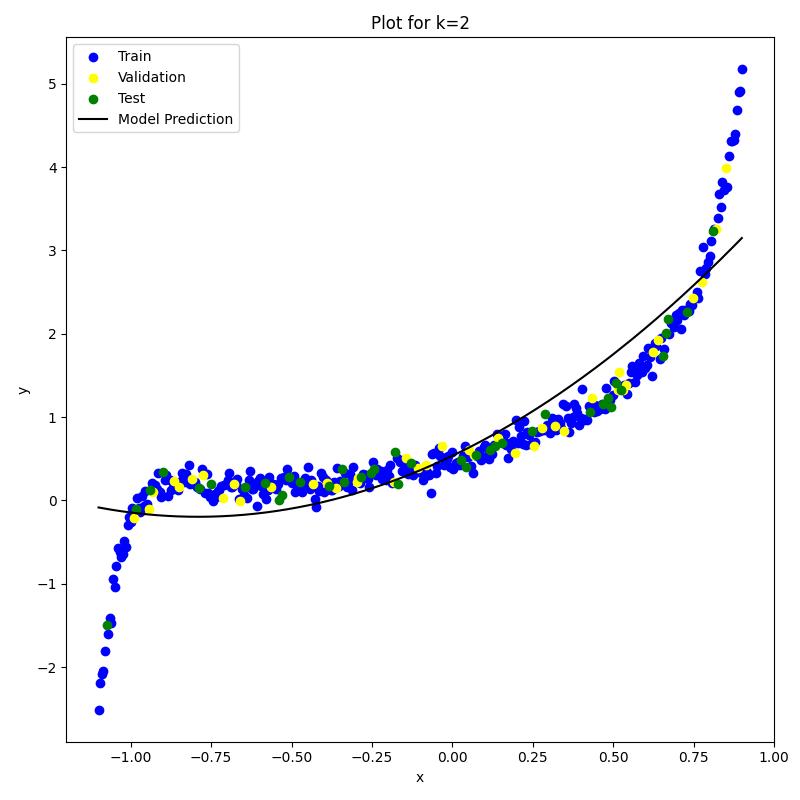 Plot for k=2
Train
Validation
Test
Model Prediction
y
5
4
3
2
1
0
−1
−2
−1.00 −0.75 −0.50 −0.25 0.00 0.25 0.50 0.75 1.00
x